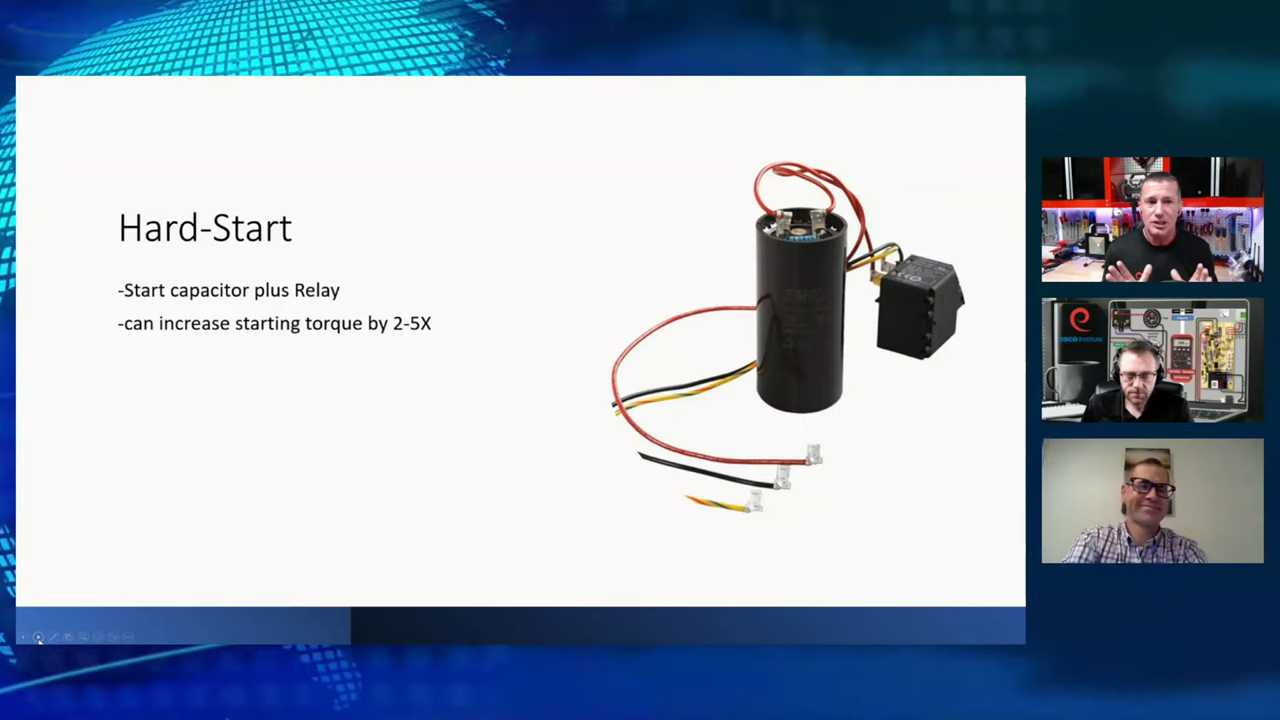 Hard-Start
-Start capacitor plus Relay
-can increase starting torque by 2-5X